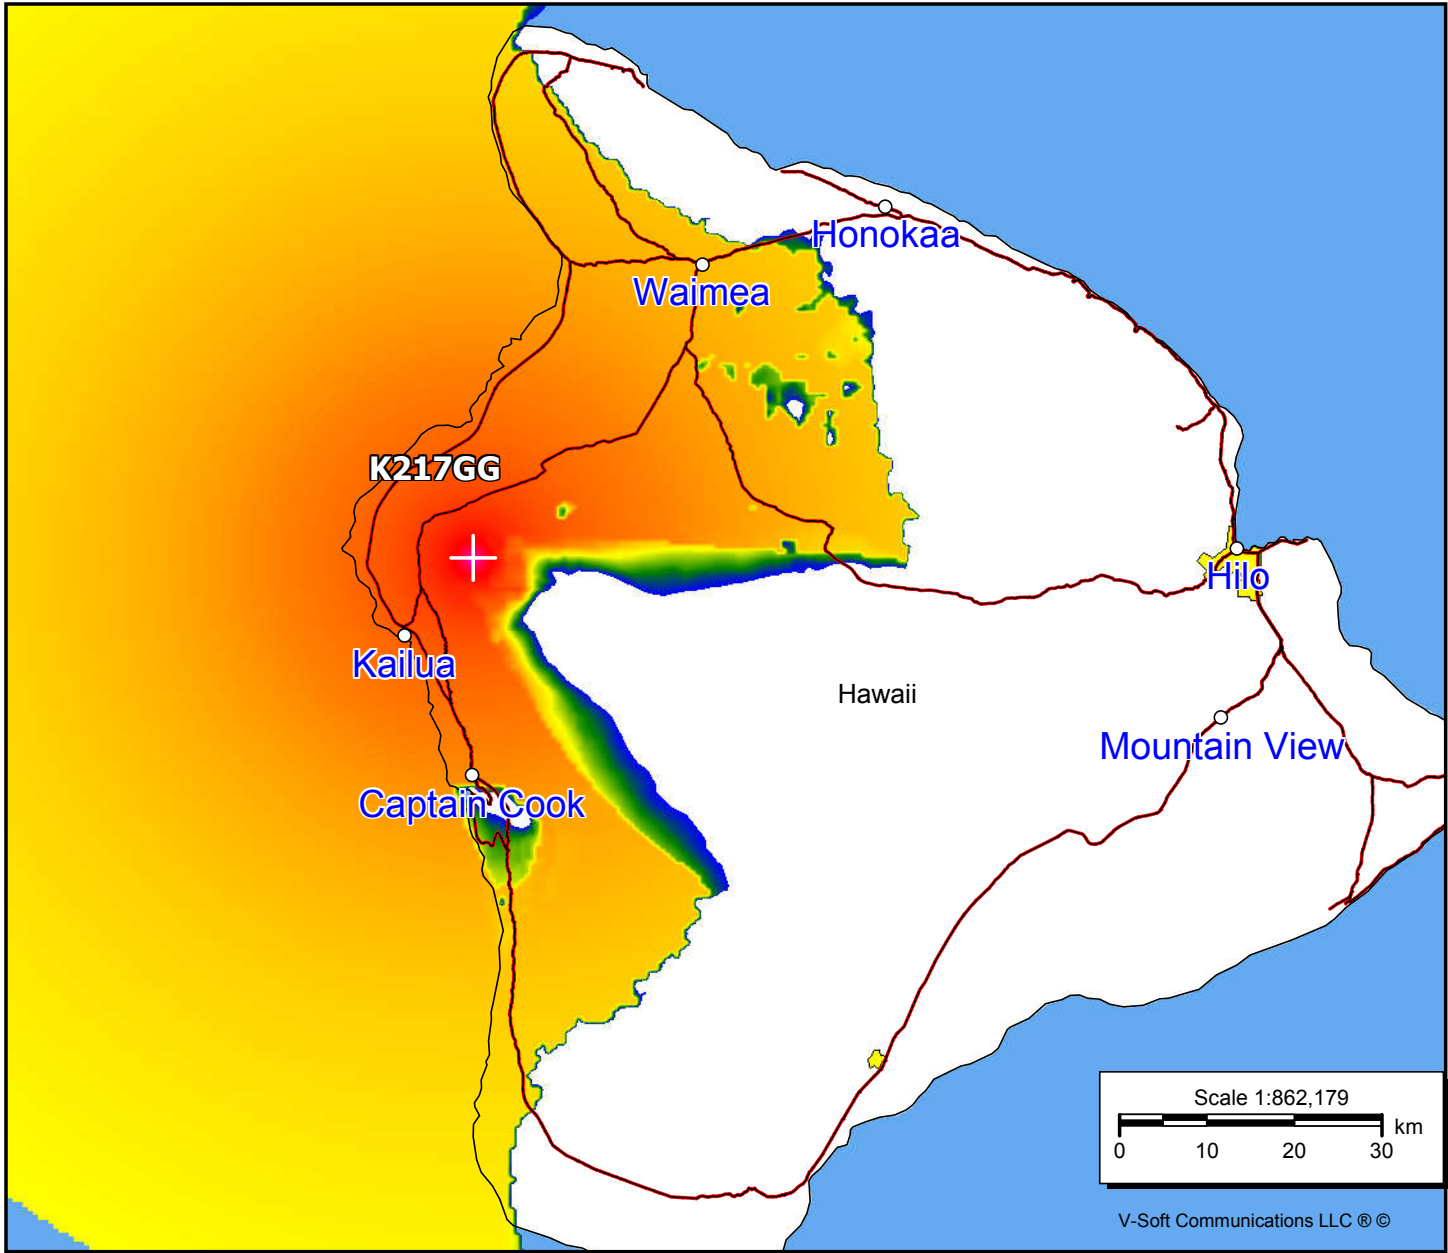 Honokaa
Waimea
K217GG
Hilo
Kailua
Hawaii
Mountain View
Captain Cook
Scale 1:862,179
km
0 10 20 30
V-Soft Communications LLC ® ©